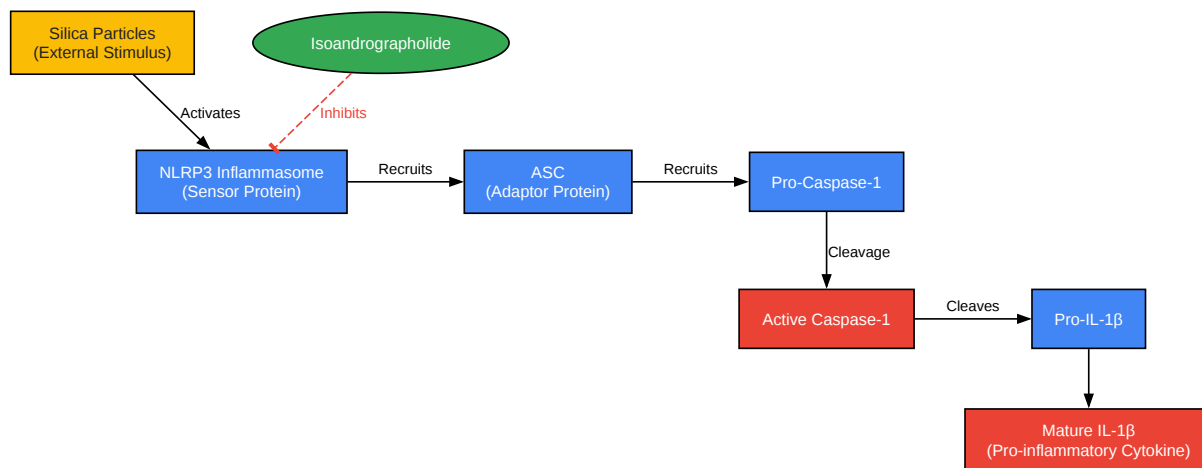 Silica Particles
(External Stimulus)
Isoandrographolide
Activates
Inhibits
NLRP3 Inflammasome
(Sensor Protein)
Recruits
ASC
(Adaptor Protein)
Recruits
Pro-Caspase-1
Cleavage
Active Caspase-1
Cleaves
Pro-IL-1β
Mature IL-1β
(Pro-inflammatory Cytokine)